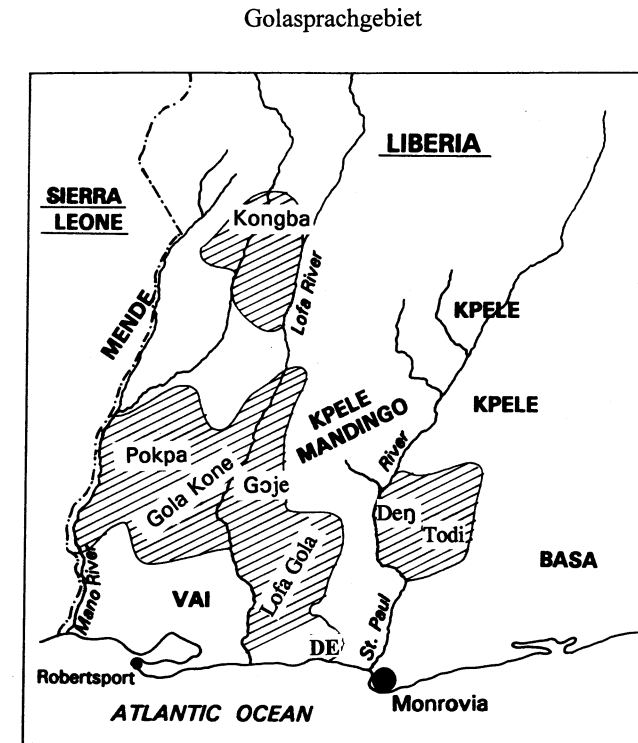 Golasprachgebiet
LIBERIA
SIERRA
LEONE
Kongba
Lofa River
MENDE
KPELE
KPELE
MANDINGO
KPELE
Pokpa
Gola Kone
Gɔje
River
Deŋ
Todi
Lofa Gola
BASA
Mano River
VAI
St. Paul
DE
Robertsport
Monrovia
ATLANTIC OCEAN